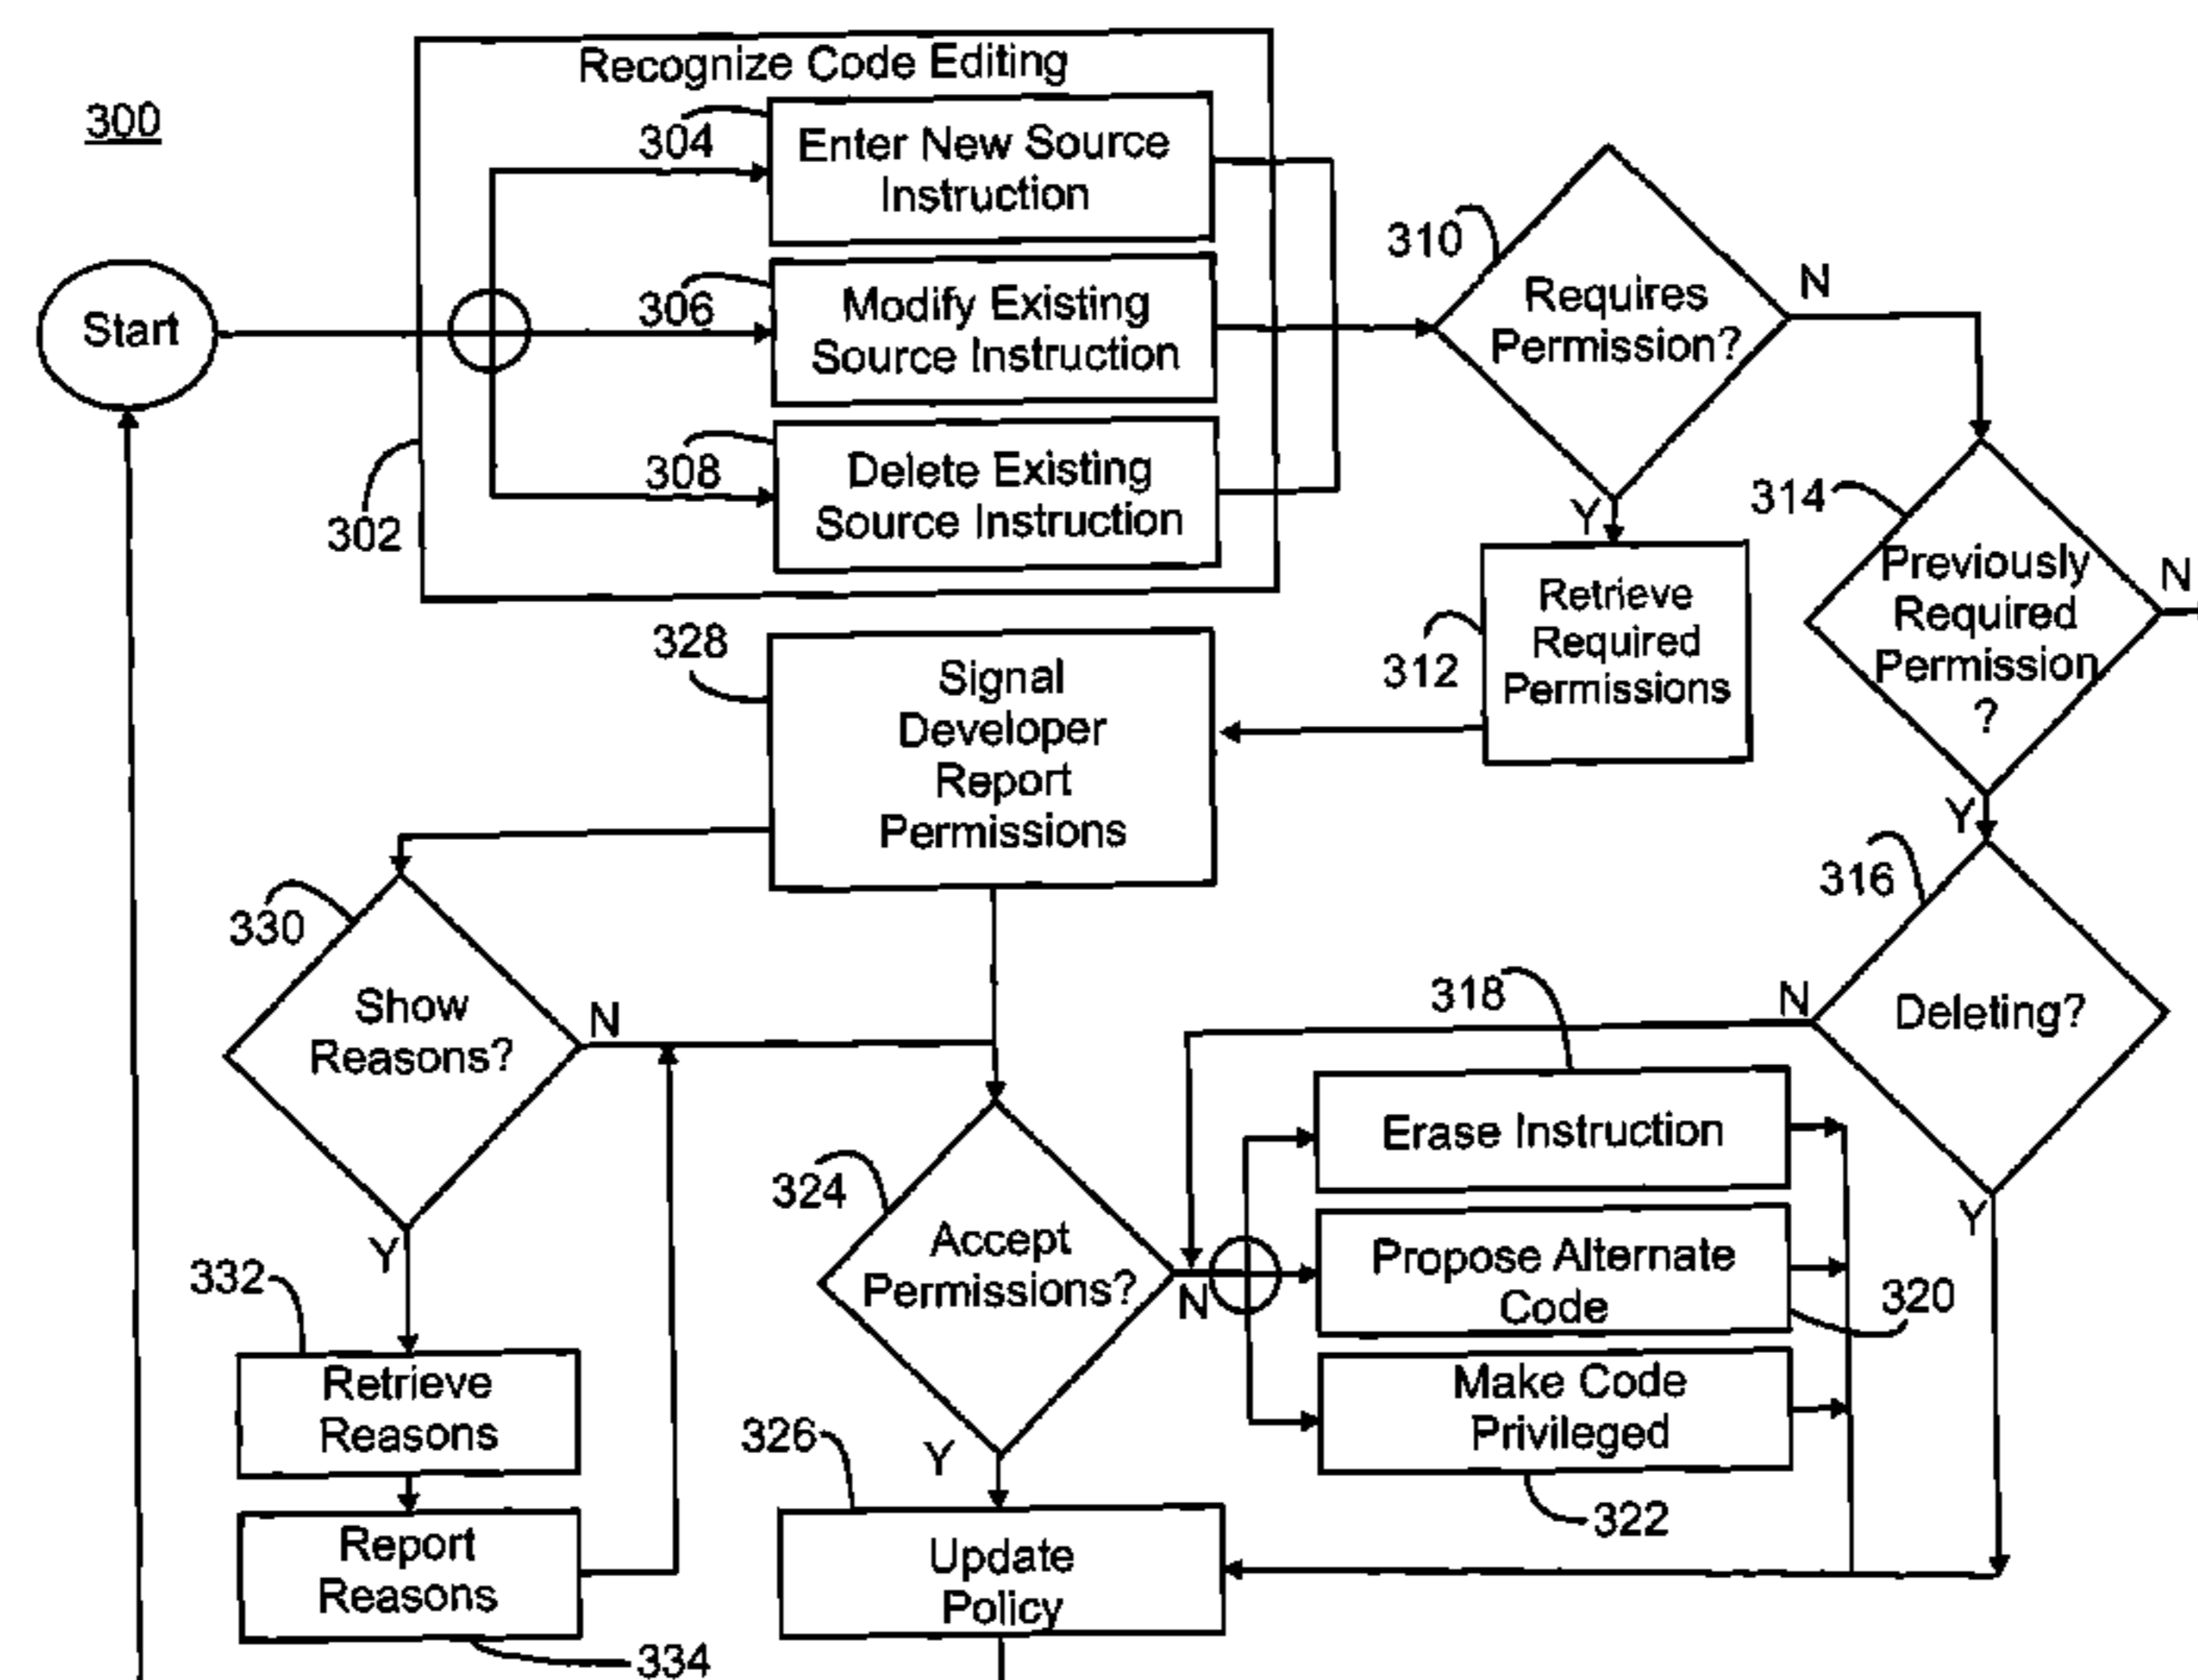 300
Recognize Code Editing
304
Enter New Source
Instruction
306
Modify Existing
Source Instruction
308
Delete Existing
Source Instruction
302
Start
310
Requires
Permission?
N
Y
312
Retrieve
Required
Permissions
314
Previously
Required
Permission
?
N
Y
328
Signal
Developer
Report
Permissions
316
Deleting?
N
Y
330
Show
Reasons?
N
Y
318
Erase Instruction
324
Accept
Permissions?
N
Y
Propose Alternate
Code
320
Make Code
Privileged
322
332
Retrieve
Reasons
326
Update
Policy
Report
Reasons
334